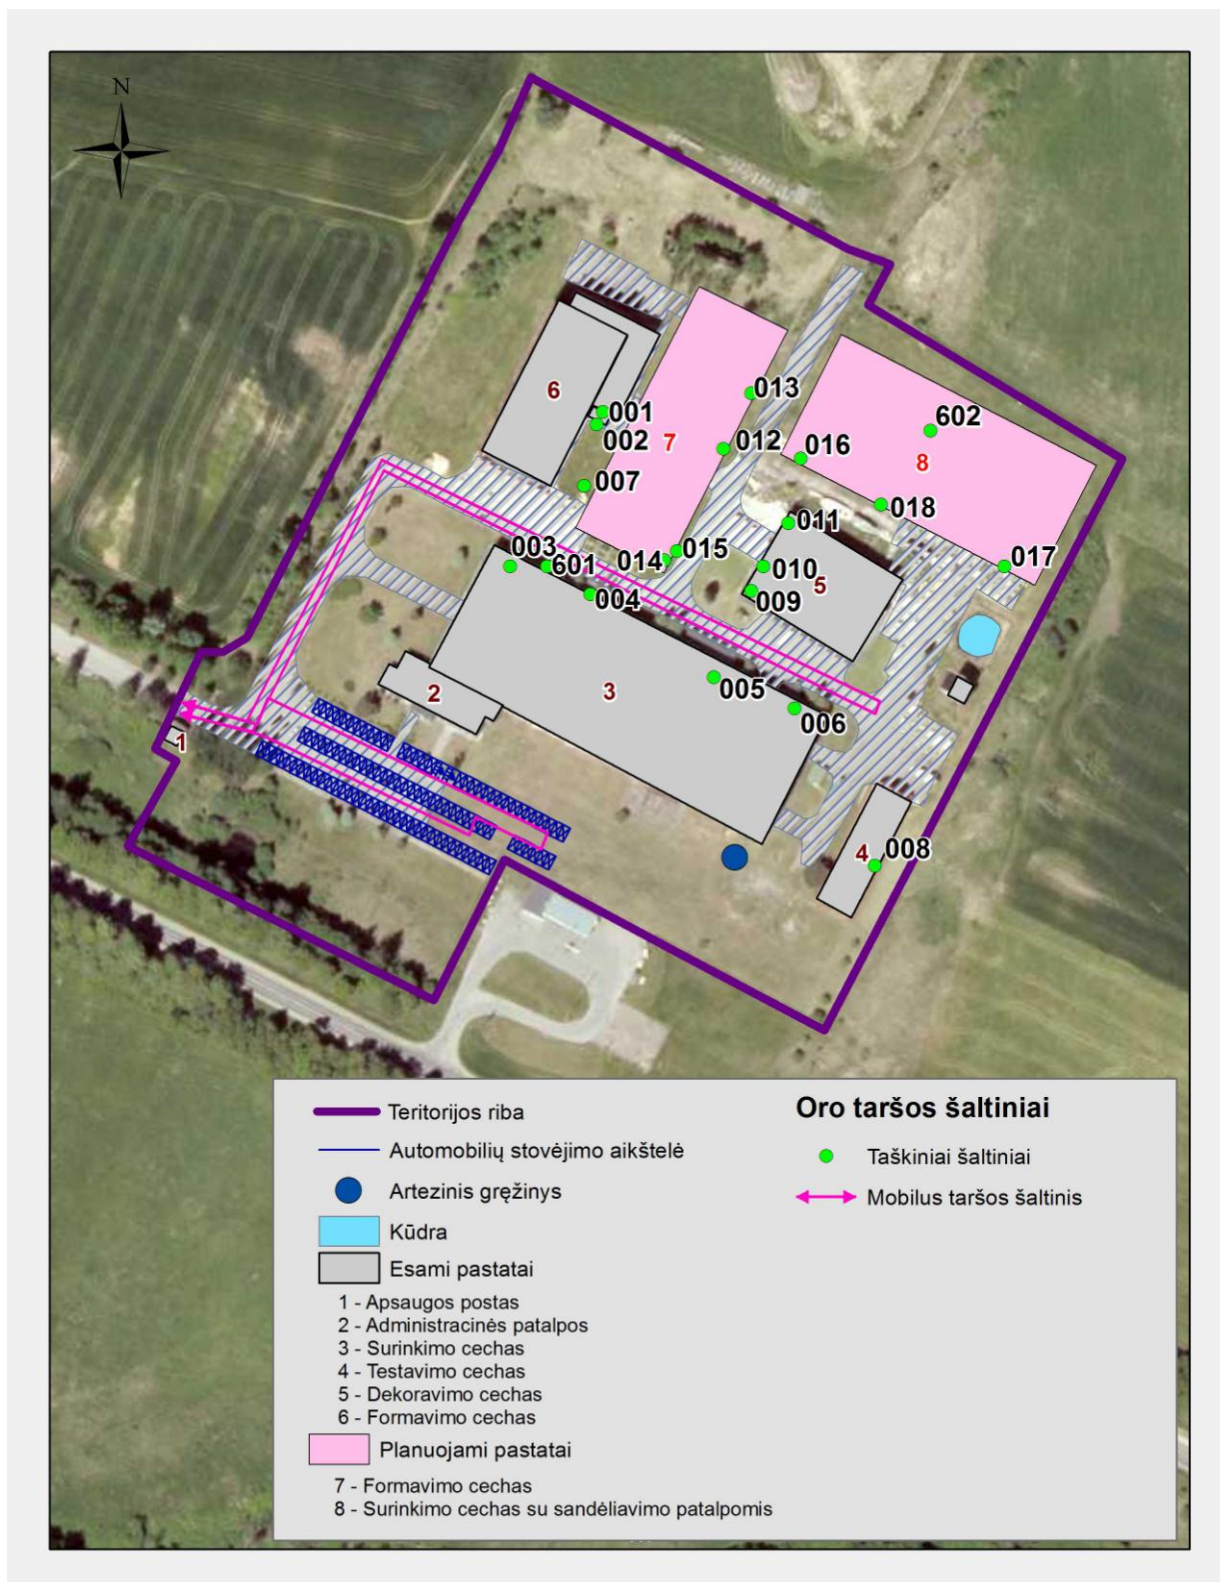 N
013
001
6
002
012
7
602
016
8
007
018
011
003
015
017
601
014
010
5
004
009
005
2
3
006
1
008
4
Teritorijos riba
Automobilių stovėjimo aikštelė
Artezinis gręžinys
Kūdra
Esami pastatai
1 - Apsaugos postas
2 - Administracinės patalpos
3 - Surinkimo cechas
4 - Testavimo cechas
5 - Dekoravimo cechas
6 - Formavimo cechas
Planuojami pastatai
7 - Formavimo cechas
8 - Surinkimo cechas su sandėliavimo patalpomis
Oro taršos šaltiniai
Taškiniai šaltiniai
Mobilus taršos šaltinis